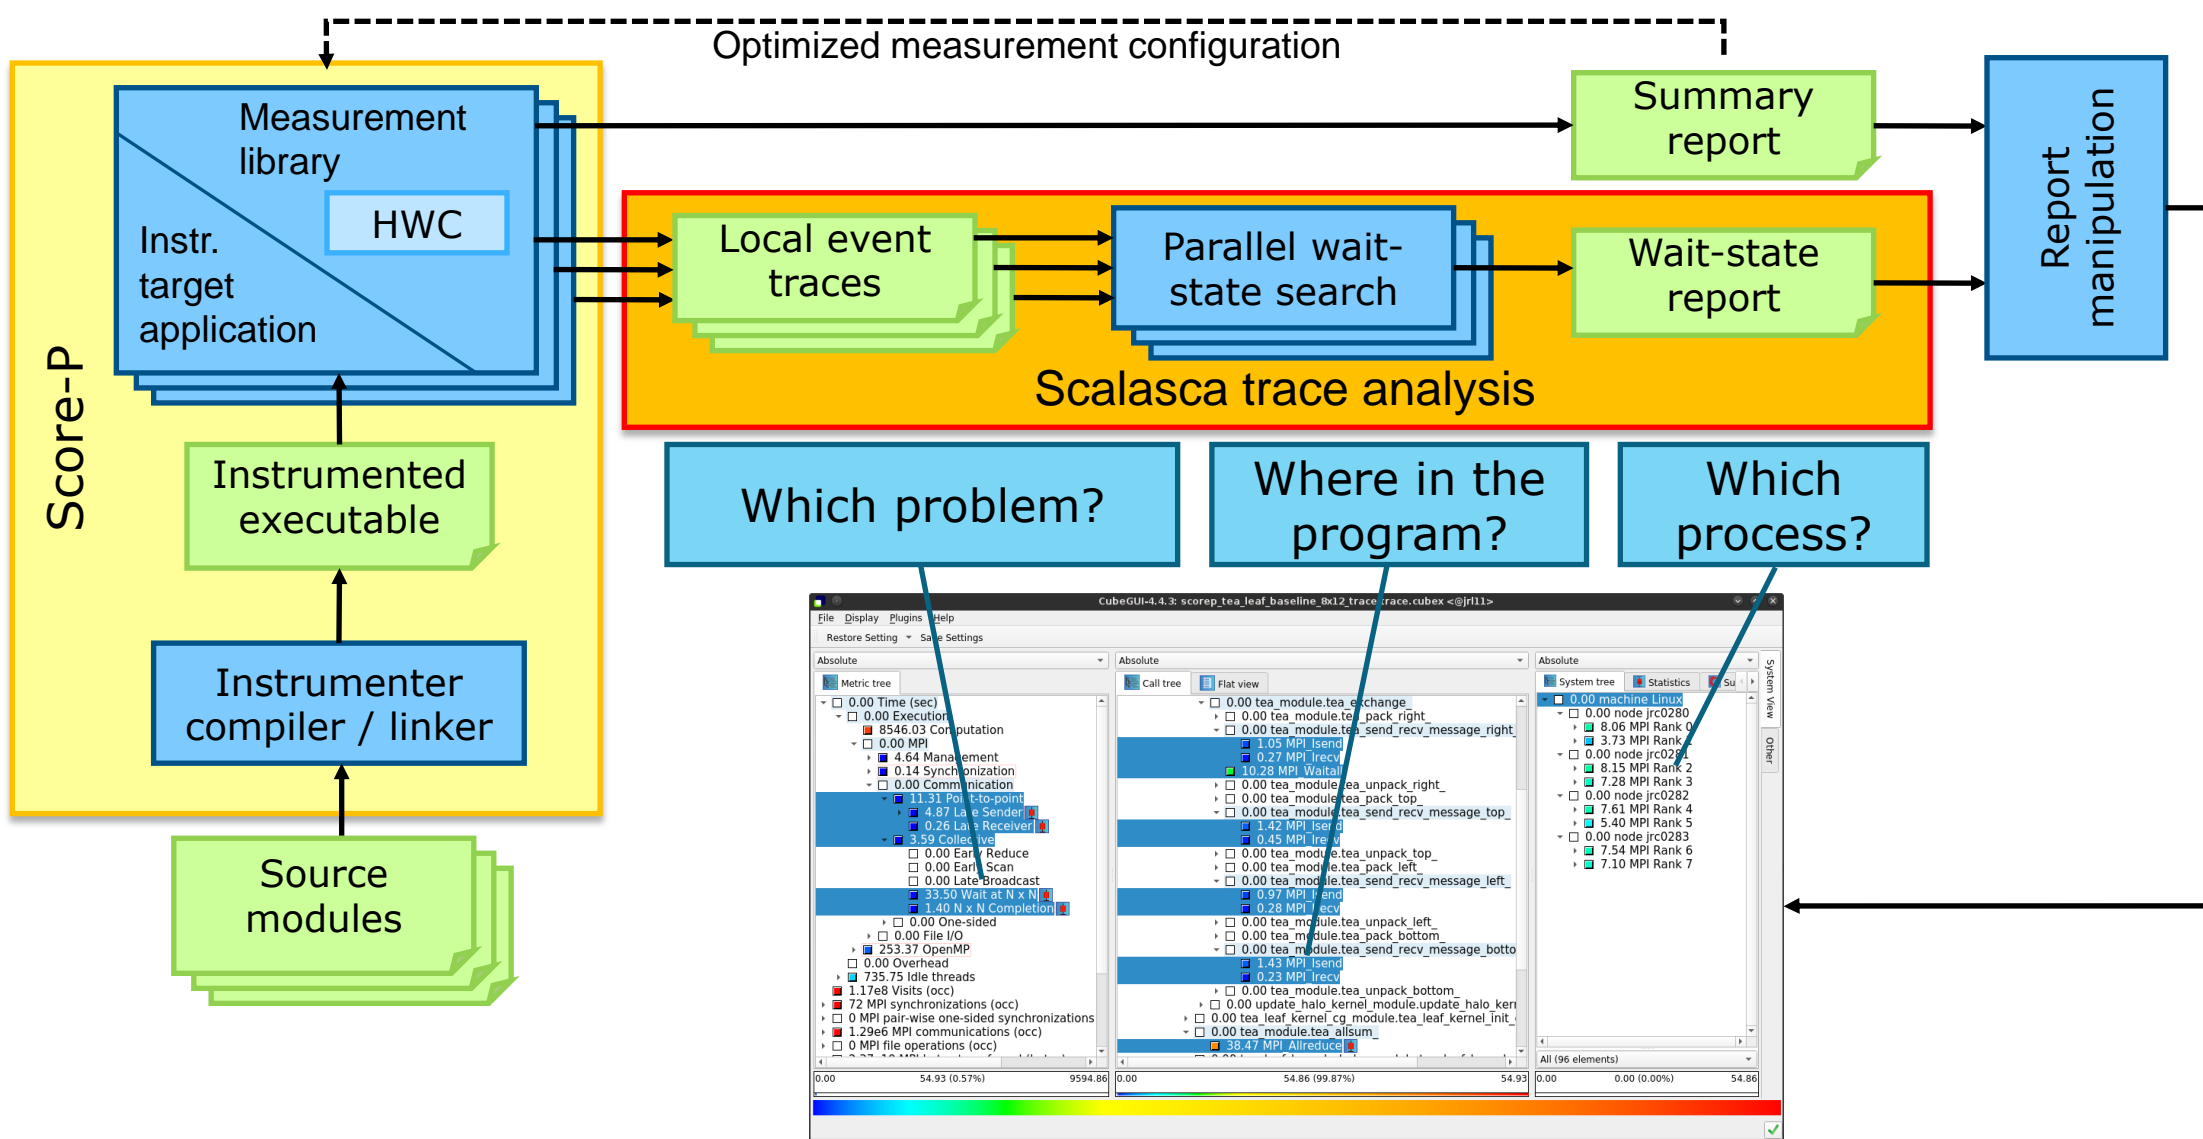 Optimized measurement configuration
Measurement
library
HWC
Instr.
target
application
Score-P
Instrumented
executable
Instrumenter
compiler / linker
Source
modules
Local event
traces
Parallel wait-
state search
Wait-state
report
Scalasca trace analysis
Summary
report
Report
manipulation
Which problem?
Where in the
program?
Which
process?
CubeGUI-4.4.3: scorep_tea_leaf_baseline_8x12_trace/trace.cubex <@jrl11>
File Display Plugins Help
Restore Setting Save Settings
Absolute
Metric tree
0.00 Time (sec)
0.00 Execution
8546.03 Computation
0.00 MPI
4.64 Management
0.14 Synchronization
0.00 Communication
11.31 Point-to-point
4.87 Late Sender
0.26 Late Receiver
3.59 Collective
0.00 Early Reduce
0.00 Early Scan
0.00 Late Broadcast
33.50 Wait at N x N
1.40 N x N Completion
0.00 One-sided
0.00 File I/O
253.37 OpenMP
0.00 Overhead
735.75 Idle threads
1.17e8 Visits (occ)
72 MPI synchronizations (occ)
0 MPI pair-wise one-sided synchronizations
1.29e6 MPI communications (occ)
0 MPI file operations (occ)
0.00 54.93 (0.57%) 9594.86
Absolute
Call tree Flat view
0.00 tea_module.tea_exchange_
0.00 tea_module.tea_pack_right_
0.00 tea_module.tea_send_recv_message_right_
1.05 MPI_Isend
0.27 MPI_Irecv
10.28 MPI_Waitall
0.00 tea_module.tea_unpack_right_
0.00 tea_module.tea_pack_top_
0.00 tea_module.tea_send_recv_message_top_
1.42 MPI_Isend
0.45 MPI_Irecv
0.00 tea_module.tea_unpack_top_
0.00 tea_module.tea_pack_left_
0.00 tea_module.tea_send_recv_message_left_
0.97 MPI_Isend
0.28 MPI_Irecv
0.00 tea_module.tea_unpack_left_
0.00 tea_module.tea_pack_bottom_
0.00 tea_module.tea_send_recv_message_botto
1.43 MPI_Isend
0.23 MPI_Irecv
0.00 tea_module.tea_unpack_bottom_
0.00 update_halo_kernel_module.update_halo_ker
0.00 tea_leaf_kernel_cg_module.tea_leaf_kernel_init_
0.00 tea_module.tea_allsum_
38.47 MPI_Allreduce
0.00 54.86 (99.87%) 54.93
Absolute
System tree Statistics Su
0.00 machine Linux
0.00 node jrc0280
8.06 MPI Rank 0
3.73 MPI Rank 1
0.00 node jrc0281
8.15 MPI Rank 2
7.28 MPI Rank 3
0.00 node jrc0282
7.61 MPI Rank 4
5.40 MPI Rank 5
0.00 node jrc0283
7.54 MPI Rank 6
7.10 MPI Rank 7
All (96 elements)
0.00 0.00 (0.00%) 54.86
System View
Other